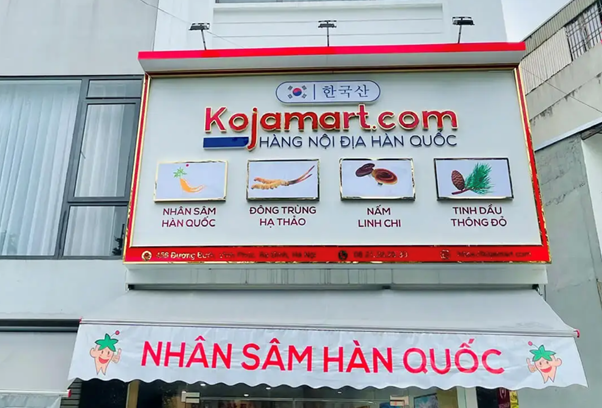 한국산
Kojamart.com
HÀNG NỘI ĐỊA HÀN QUỐC
NHÂN SÂM
HÀN QUỐC
ĐÔNG TRÙNG
HẠ THẢO
NẤM
LINH CHI
TINH DẦU
THÔNG ĐỎ
NHÂN SÂM HÀN QUỐC